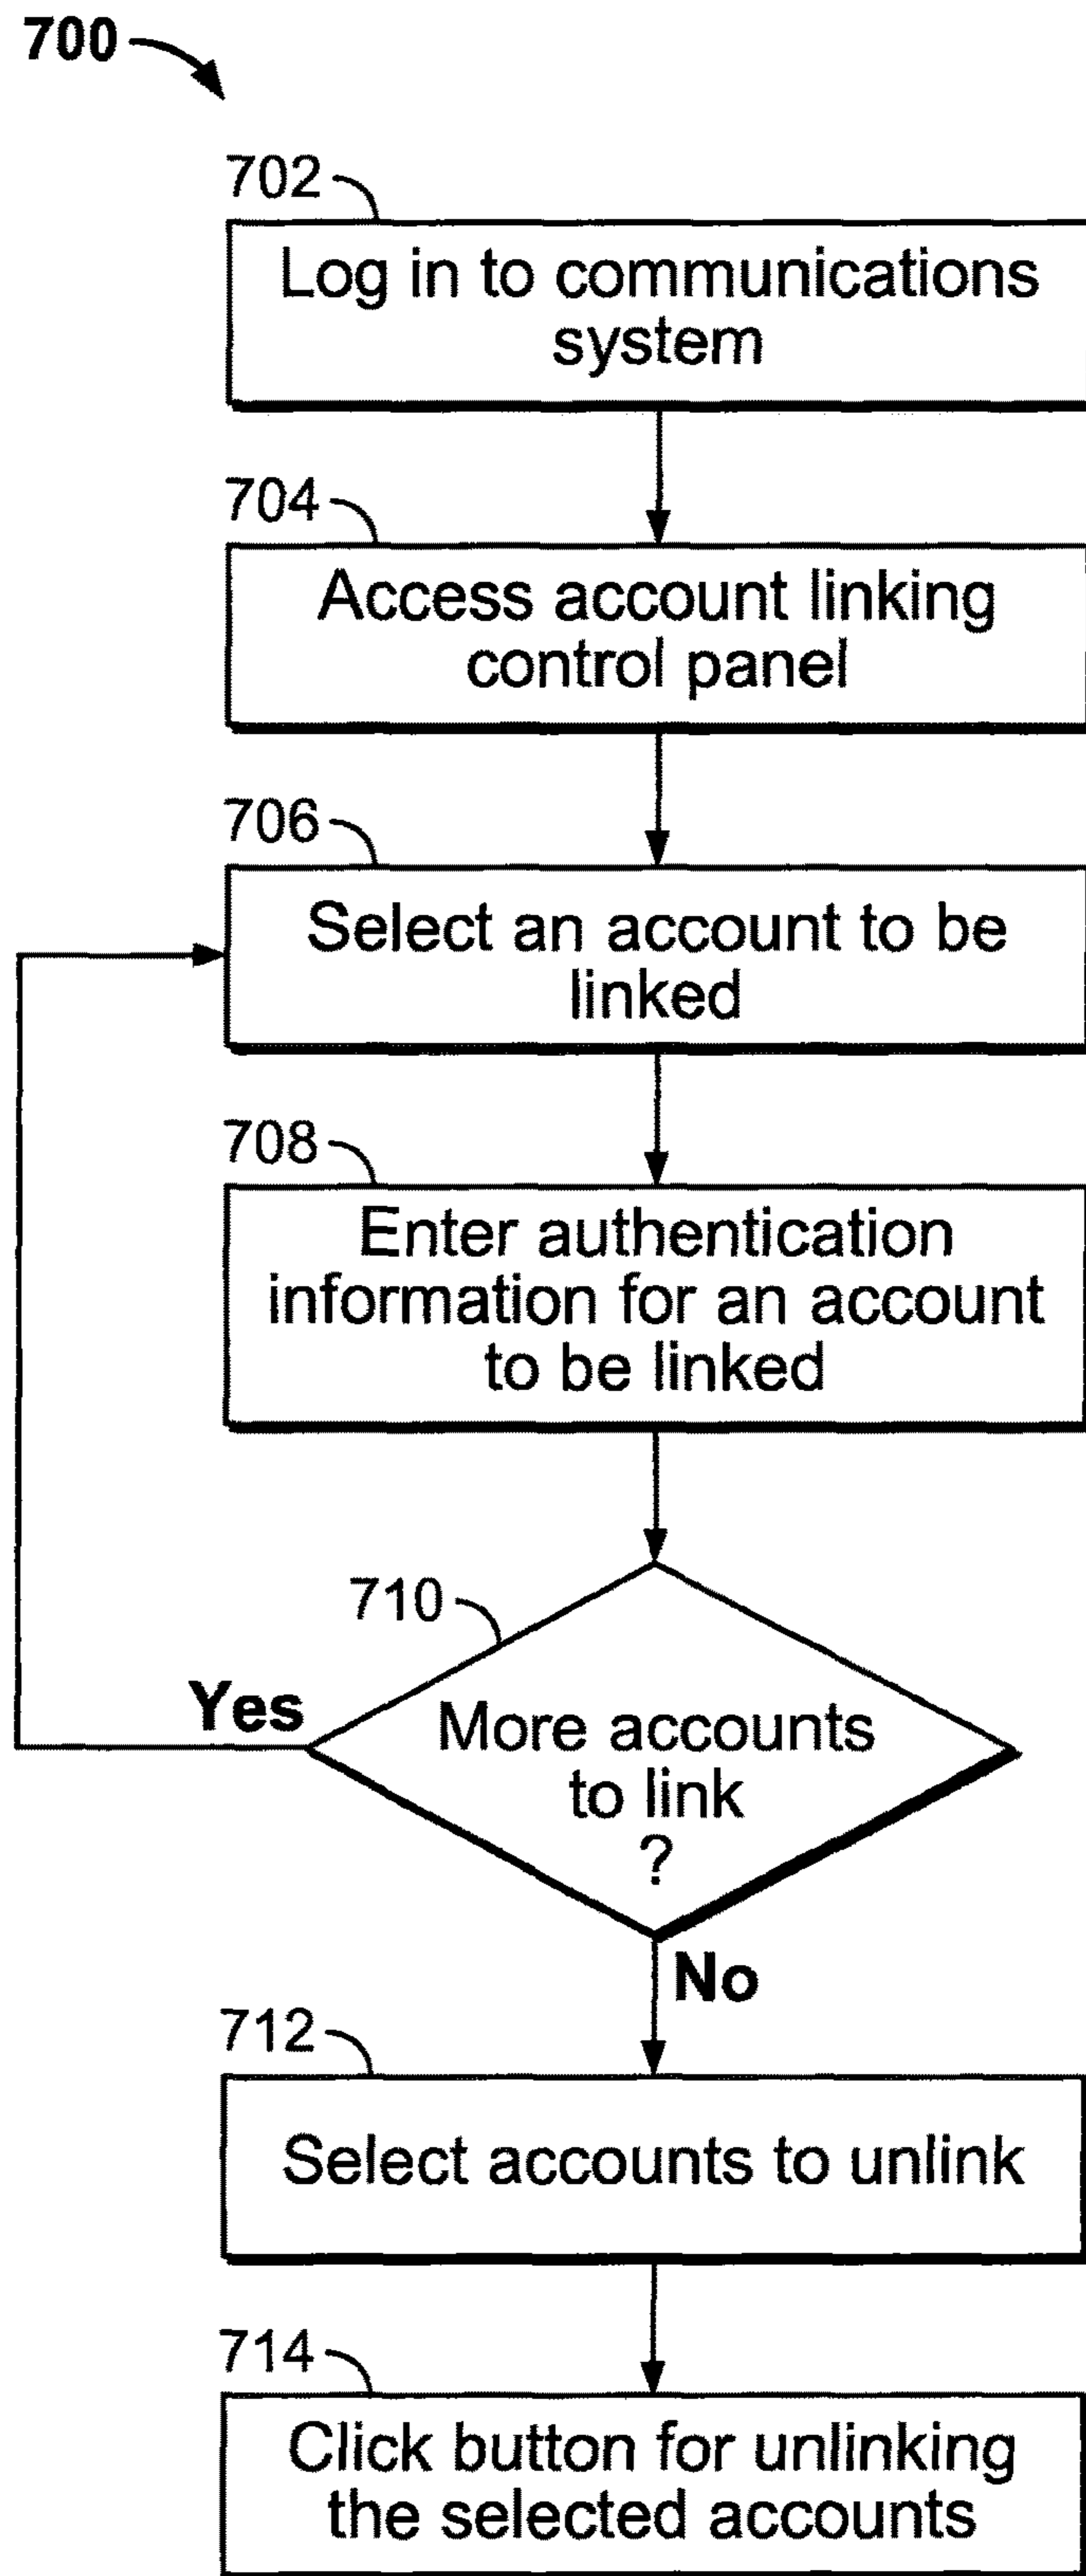 700
702
Log in to communications
system
704
Access account linking
control panel
706
Select an account to be
linked
708
Enter authentication
information for an account
to be linked
710
Yes
More accounts
to link
?
No
712
Select accounts to unlink
714
Click button for unlinking
the selected accounts